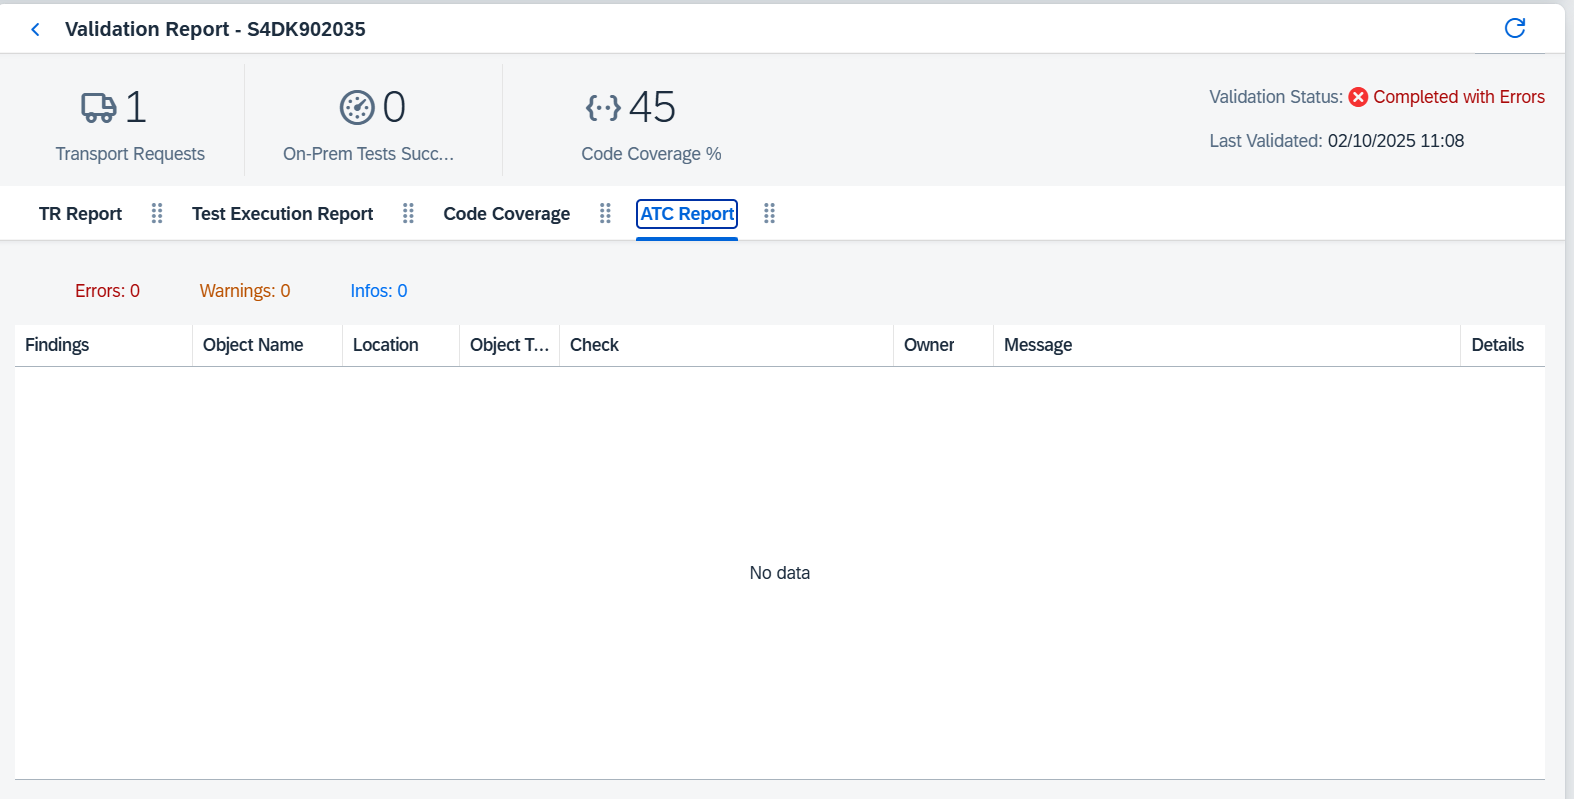 Validation Report - S4DK902035
1
Transport Requests
0
On-Prem Tests Succ...
45
Code Coverage %
Validation Status: Completed with Errors
Last Validated: 02/10/2025 11:08
TR Report
Test Execution Report
Code Coverage
ATC Report
Errors: 0
Warnings: 0
Infos: 0
Findings
Object Name
Location
Object T...
Check
Owner
Message
Details
No data